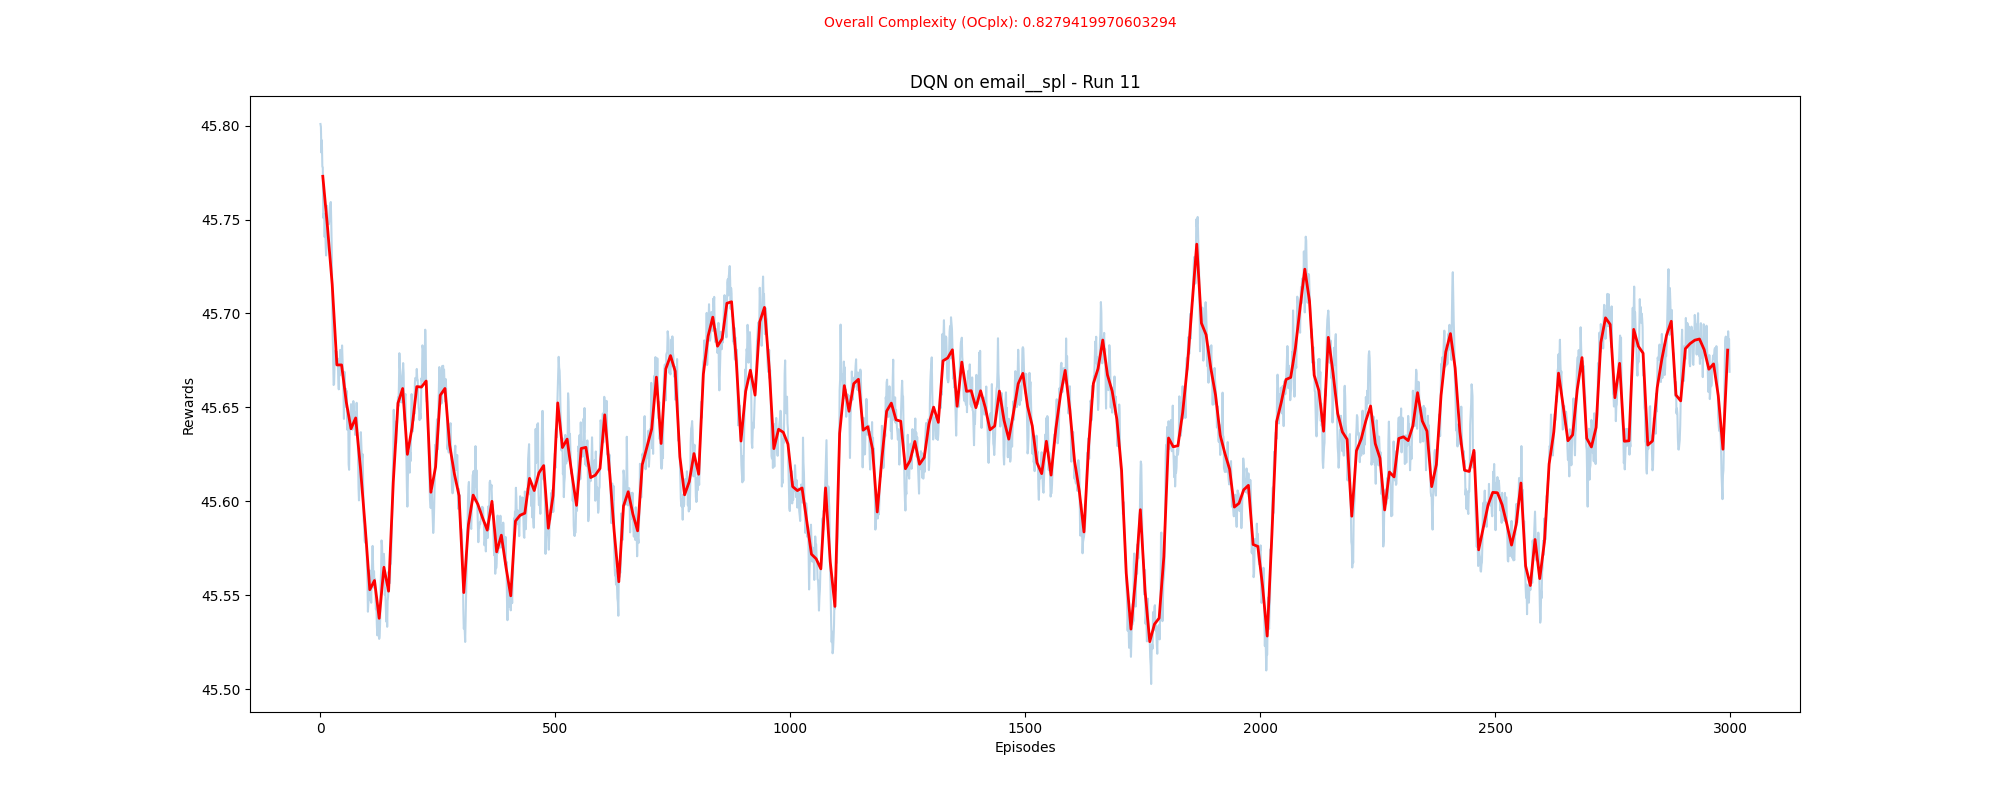 Overall Complexity (OCplx): 0.8279419970603294
DQN on email__spl - Run 11
45.80
45.75
45.70
45.65
45.60
45.55
45.50
Rewards
0 500 1000 1500 2000 2500 3000
Episodes